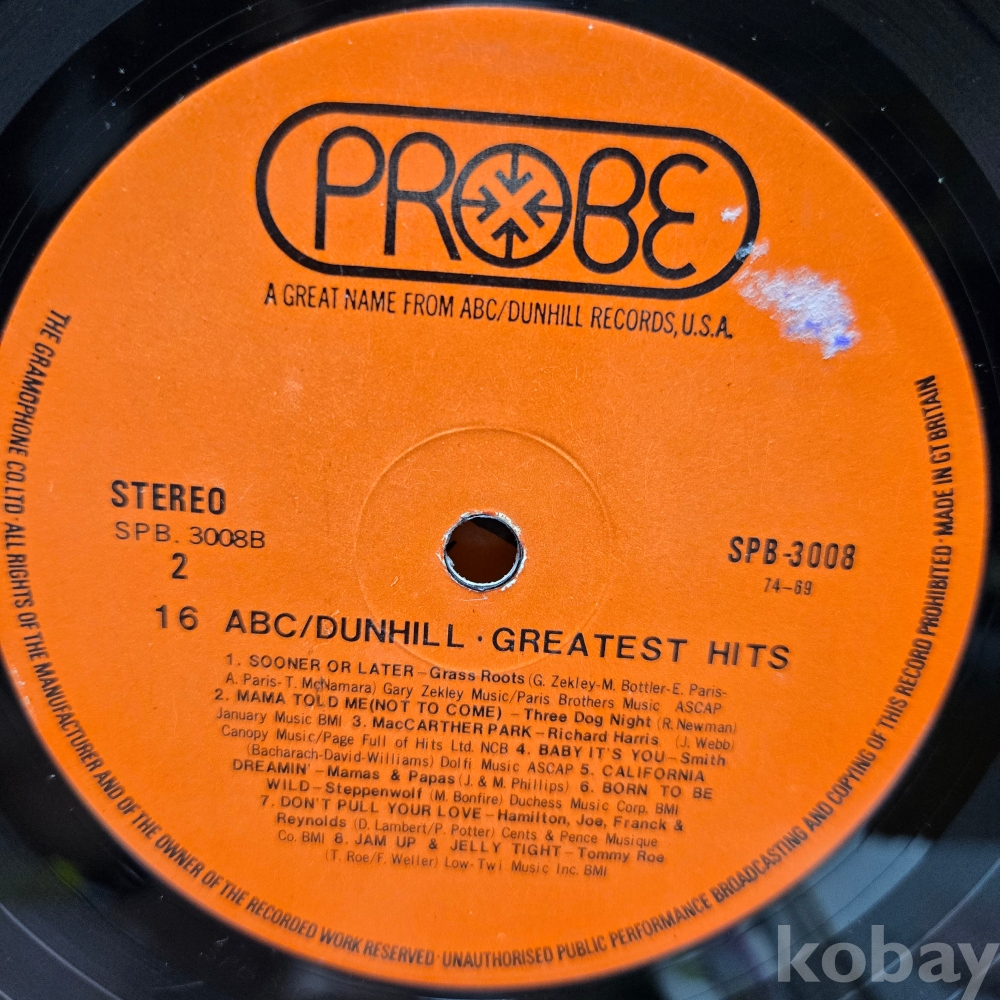 PROBE
A GREAT NAME FROM ABC/DUNHILL RECORDS, U.S.A.
STEREO
SPB. 3008B
2
SPB-3008
74-69
16 ABC/DUNHILL · GREATEST HITS
1. SOONER OR LATER – Grass Roots (G. Zekley-M. Bottler-E. Paris-
A. Paris-T. McNamara) Gary Zekley Music/Paris Brothers Music ASCAP
2. MAMA TOLD ME(NOT TO COME) – Three Dog Night (R. Newman)
January Music BMI 3. MacCARTHER PARK – Richard Harris (J. Webb)
Canopy Music/Page Full of Hits Ltd. NCB 4. BABY IT'S YOU – Smith
(Bacharach-David-Williams) Dolfi Music ASCAP 5. CALIFORNIA
DREAMIN' – Mamas & Papas (J. & M. Phillips) 6. BORN TO BE
WILD – Steppenwolf (M. Bonfire) Duchess Music Corp. BMI
7. DON'T PULL YOUR LOVE – Hamilton, Joe, Franck &
Reynolds (D. Lambert/P. Potter) Cents & Pence Musique
Co. BMI 8. JAM UP & JELLY TIGHT – Tommy Roe
(T. Roe/F. Weller) Low-Twi Music Inc. BMI
THE GRAMOPHONE CO. LTD · ALL RIGHTS OF THE MANUFACTURER AND OF THE OWNER OF THE RECORDED WORK RESERVED · UNAUTHORISED PUBLIC PERFORMANCE BROADCASTING AND COPYING OF THIS RECORD PROHIBITED · MADE IN GT BRITAIN
kobay